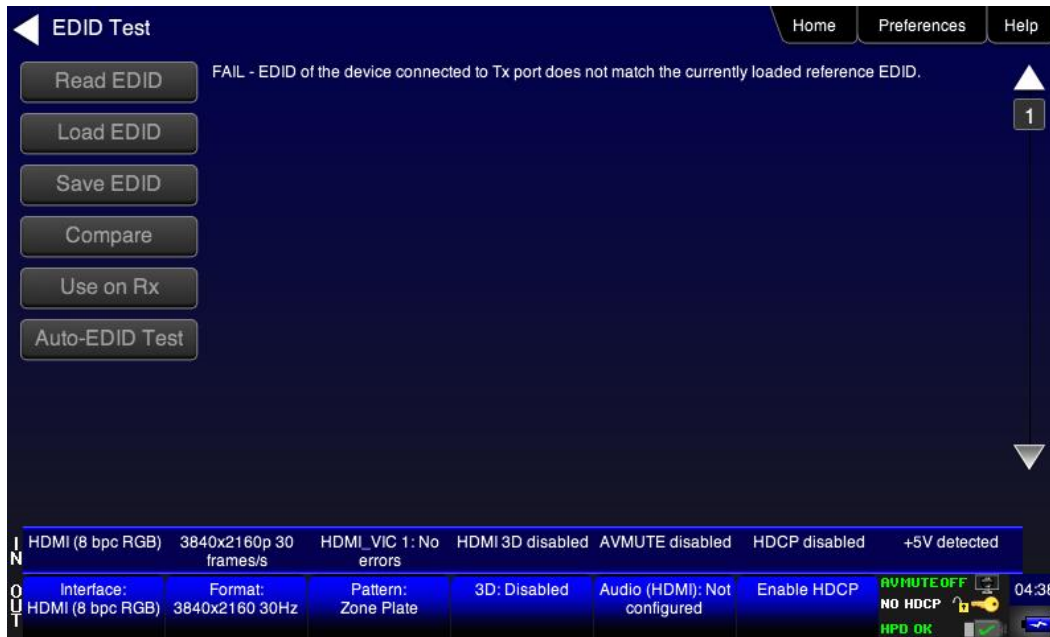 EDID Test
Home
Preferences
Help
Read EDID
FAIL - EDID of the device connected to Tx port does not match the currently loaded reference EDID.
1
Load EDID
Save EDID
Compare
Use on Rx
Auto-EDID Test
IN
HDMI (8 bpc RGB)
3840x2160p 30
frames/s
HDMI_VIC 1: No
errors
HDMI 3D disabled
AVMUTE disabled
HDCP disabled
+5V detected
OUT
Interface:
HDMI (8 bpc RGB)
Format:
3840x2160 30Hz
Pattern:
Zone Plate
3D: Disabled
Audio (HDMI): Not
configured
Enable HDCP
AVMUTE OFF
NO HDCP
HPD OK
04:38